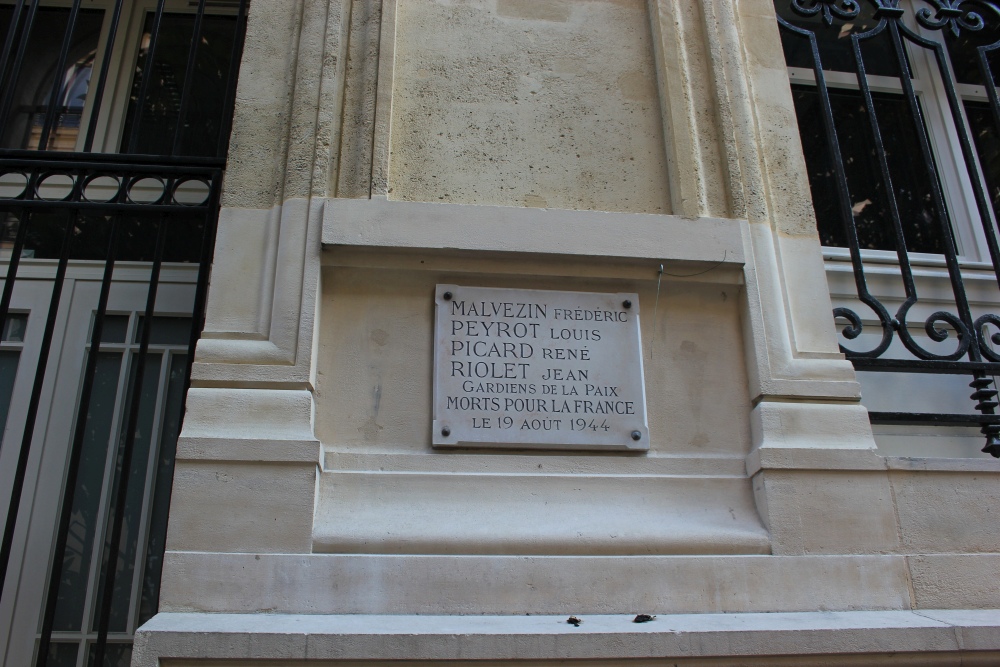 MALVEZIN FRÉDÉRIC
PEYROT LOUIS
PICARD RENÉ
RIOLET JEAN
GARDIENS DE LA PAIX
MORTS POUR LA FRANCE
LE 19 AOÛT 1944